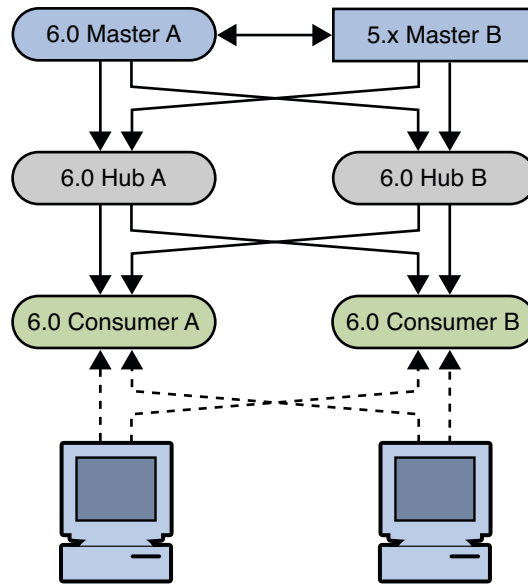 6.0 Master A
5.x Master B
6.0 Hub A
6.0 Hub B
6.0 Consumer A
6.0 Consumer B